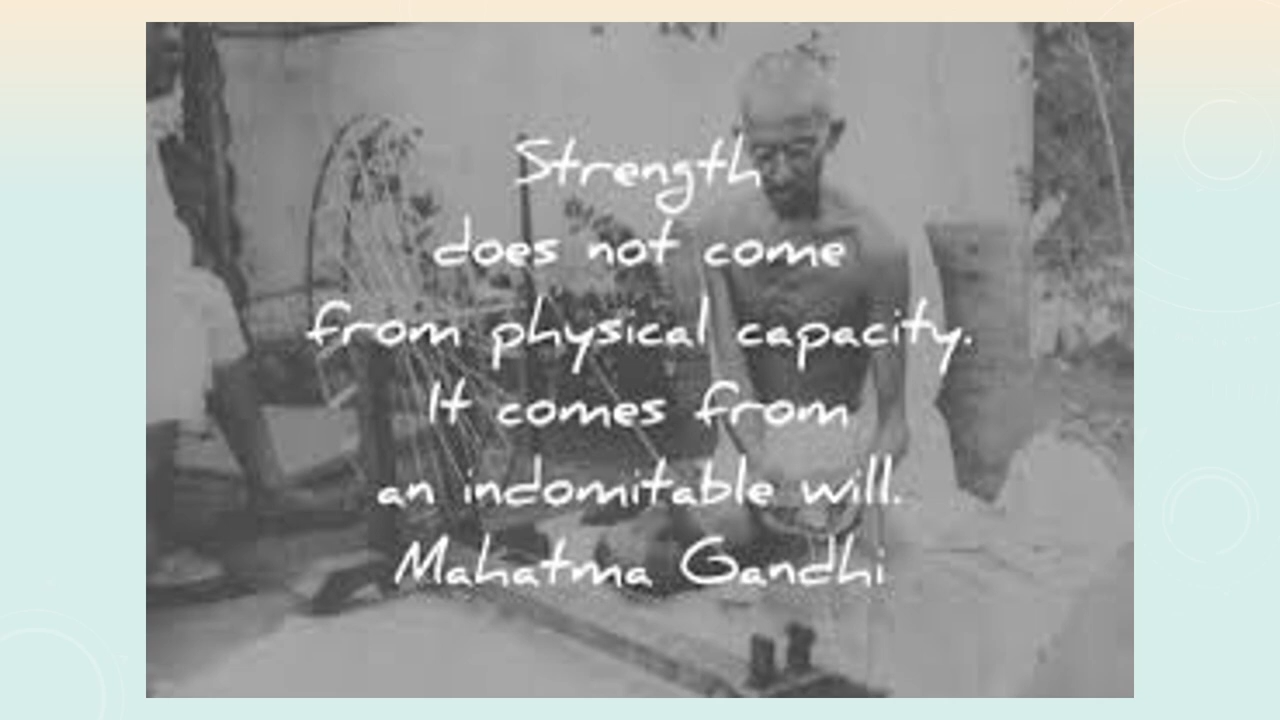 Strength
does not come
from physical capacity.
It comes from
an indomitable will.
Mahatma Gandhi